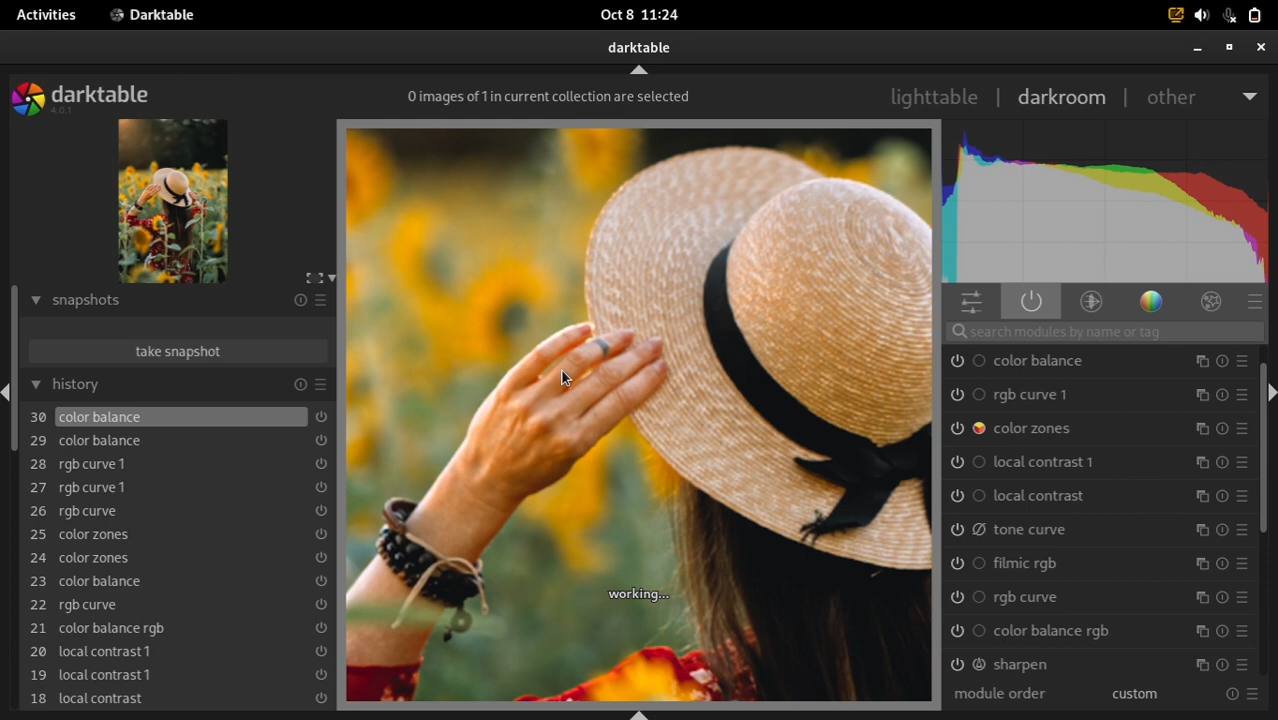 Activities Darktable Oct 8 11:24
darktable
darktable
4.0.1
0 images of 1 in current collection are selected
lighttable | darkroom | other
snapshots
take snapshot
history
30 color balance
29 color balance
28 rgb curve 1
27 rgb curve 1
26 rgb curve
25 color zones
24 color zones
23 color balance
22 rgb curve
21 color balance rgb
20 local contrast 1
19 local contrast 1
18 local contrast
working...
search modules by name or tag
color balance
rgb curve 1
color zones
local contrast 1
local contrast
tone curve
filmic rgb
rgb curve
color balance rgb
sharpen
module order custom